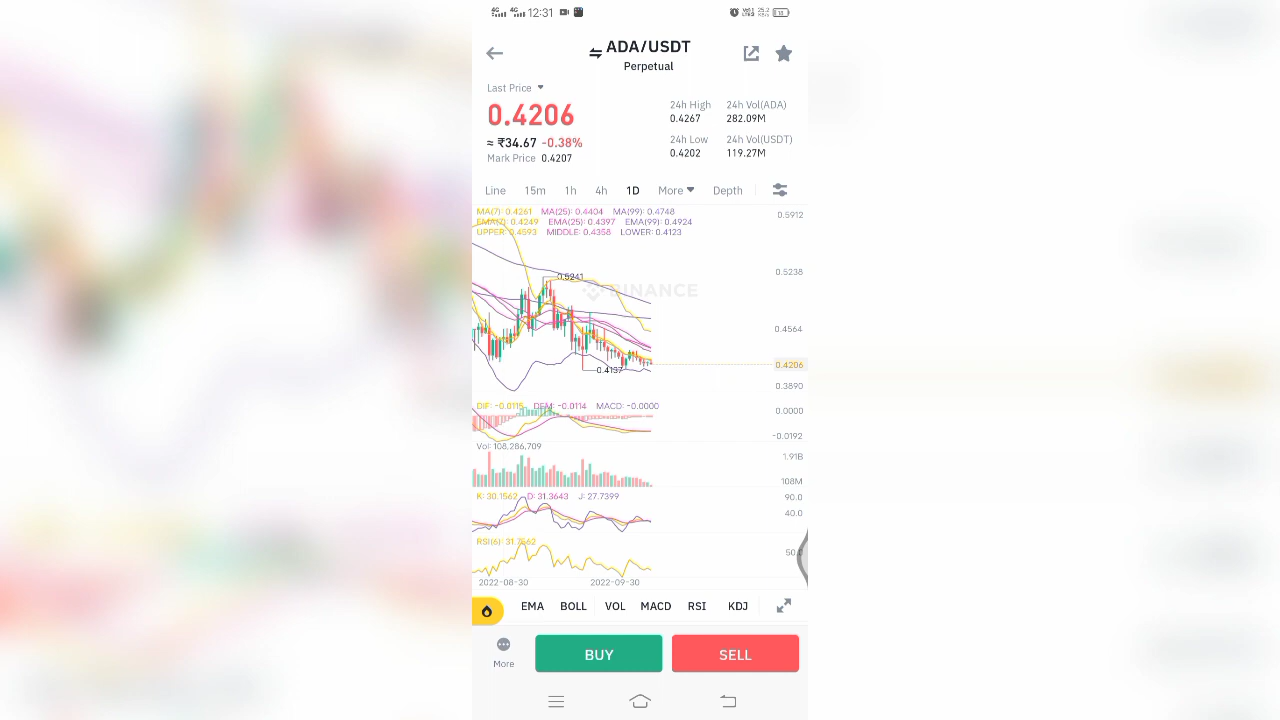 4G 4G 12:31
ADA/USDT
Perpetual
Last Price
0.4206
≈ ₹34.67 -0.38%
Mark Price 0.4207
24h High
0.4267
24h Vol(ADA)
282.09M
24h Low
0.4202
24h Vol(USDT)
119.27M
Line 15m 1h 4h 1D More Depth
MA(7): 0.4261 MA(25): 0.4404 MA(99): 0.4748
EMA(7): 0.4249 EMA(25): 0.4397 EMA(99): 0.4924
UPPER: 0.4593 MIDDLE: 0.4358 LOWER: 0.4123
0.5912
0.5238
0.5241
BINANCE
0.4564
0.4206
0.4137
0.3890
DIF: -0.0115 DEM: -0.0114 MACD: -0.0000
0.0000
-0.0192
Vol: 108,286,709
1.91B
108M
K: 30.1562 D: 31.3643 J: 27.7399
90.0
40.0
RSI(6): 31.7562
50.0
2022-08-30 2022-09-30
EMA BOLL VOL MACD RSI KDJ
More
BUY
SELL